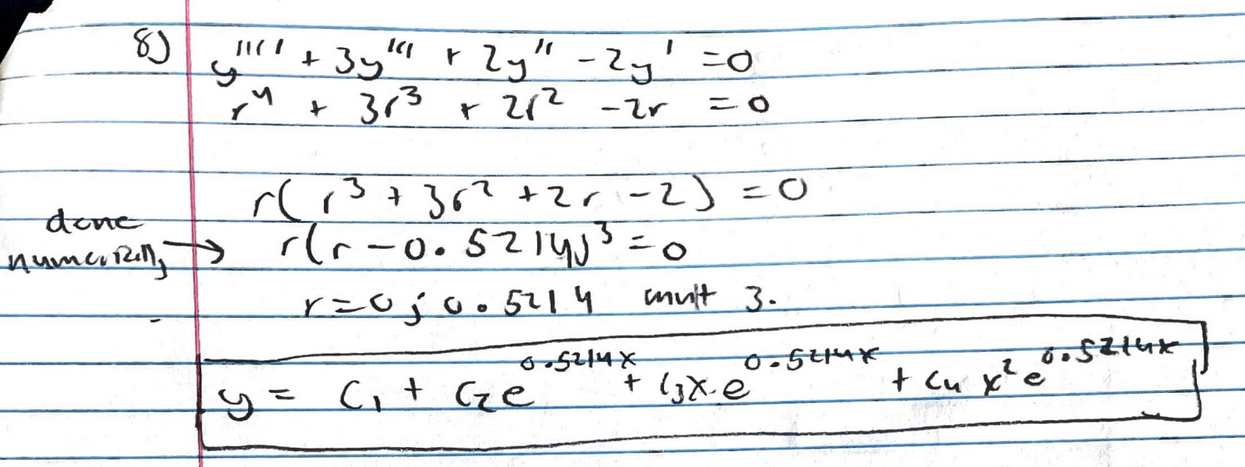 8) y'''' + 3y''' + 2y'' - 2y' = 0
r^4 + 3r^3 + 2r^2 - 2r = 0
r(r^3 + 3r^2 + 2r - 2) = 0
done numerically → r(r - 0.5214)^3 = 0
r = 0; 0.5214 mult 3.
y = C_1 + C_2 e^{0.5214x} + C_3 x e^{0.5214x} + C_4 x^2 e^{0.5214x}